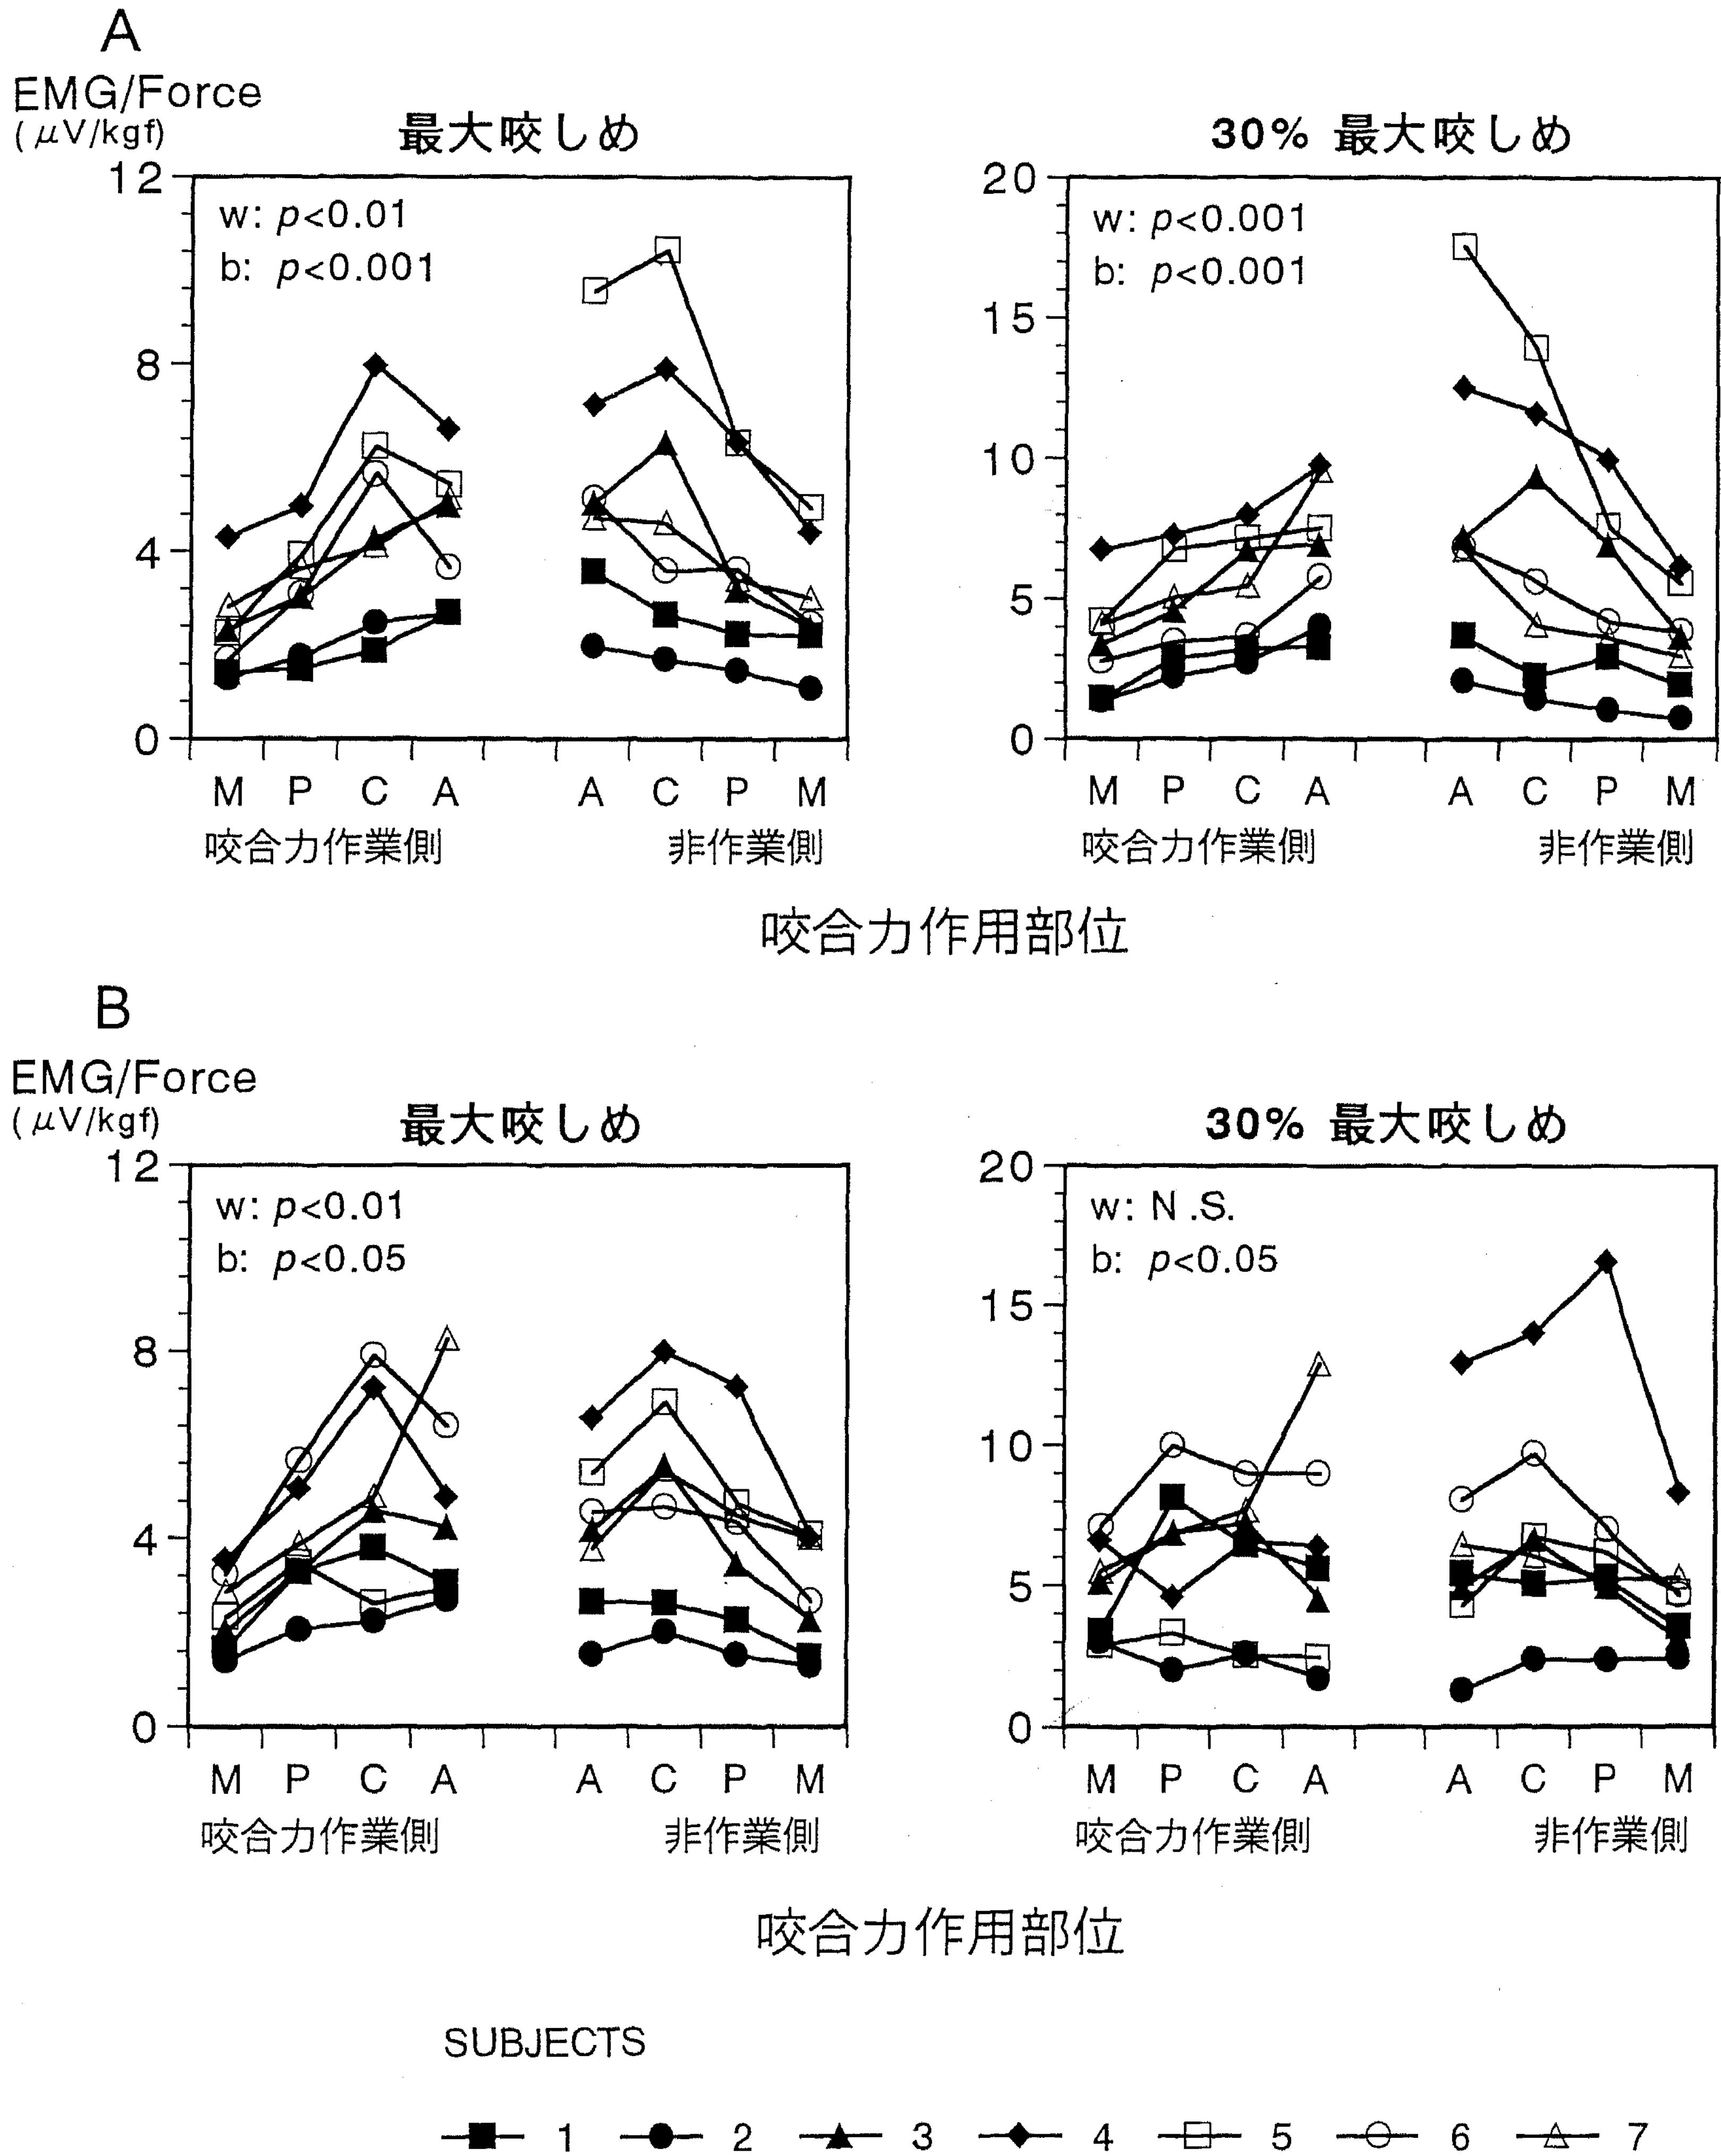 A
EMG/Force
(μV/kgf)
最大咬しめ
30% 最大咬しめ
12
8
4
0
w: p<0.01
b: p<0.001
20
15
10
5
0
w: p<0.001
b: p<0.001
M P C A A C P M
咬合力作業側 非作業側
M P C A A C P M
咬合力作業側 非作業側
咬合力作用部位
B
EMG/Force
(μV/kgf)
最大咬しめ
30% 最大咬しめ
12
8
4
0
w: p<0.01
b: p<0.05
20
15
10
5
0
w: N.S.
b: p<0.05
M P C A A C P M
咬合力作業側 非作業側
M P C A A C P M
咬合力作業側 非作業側
咬合力作用部位
SUBJECTS
1 2 3 4 5 6 7